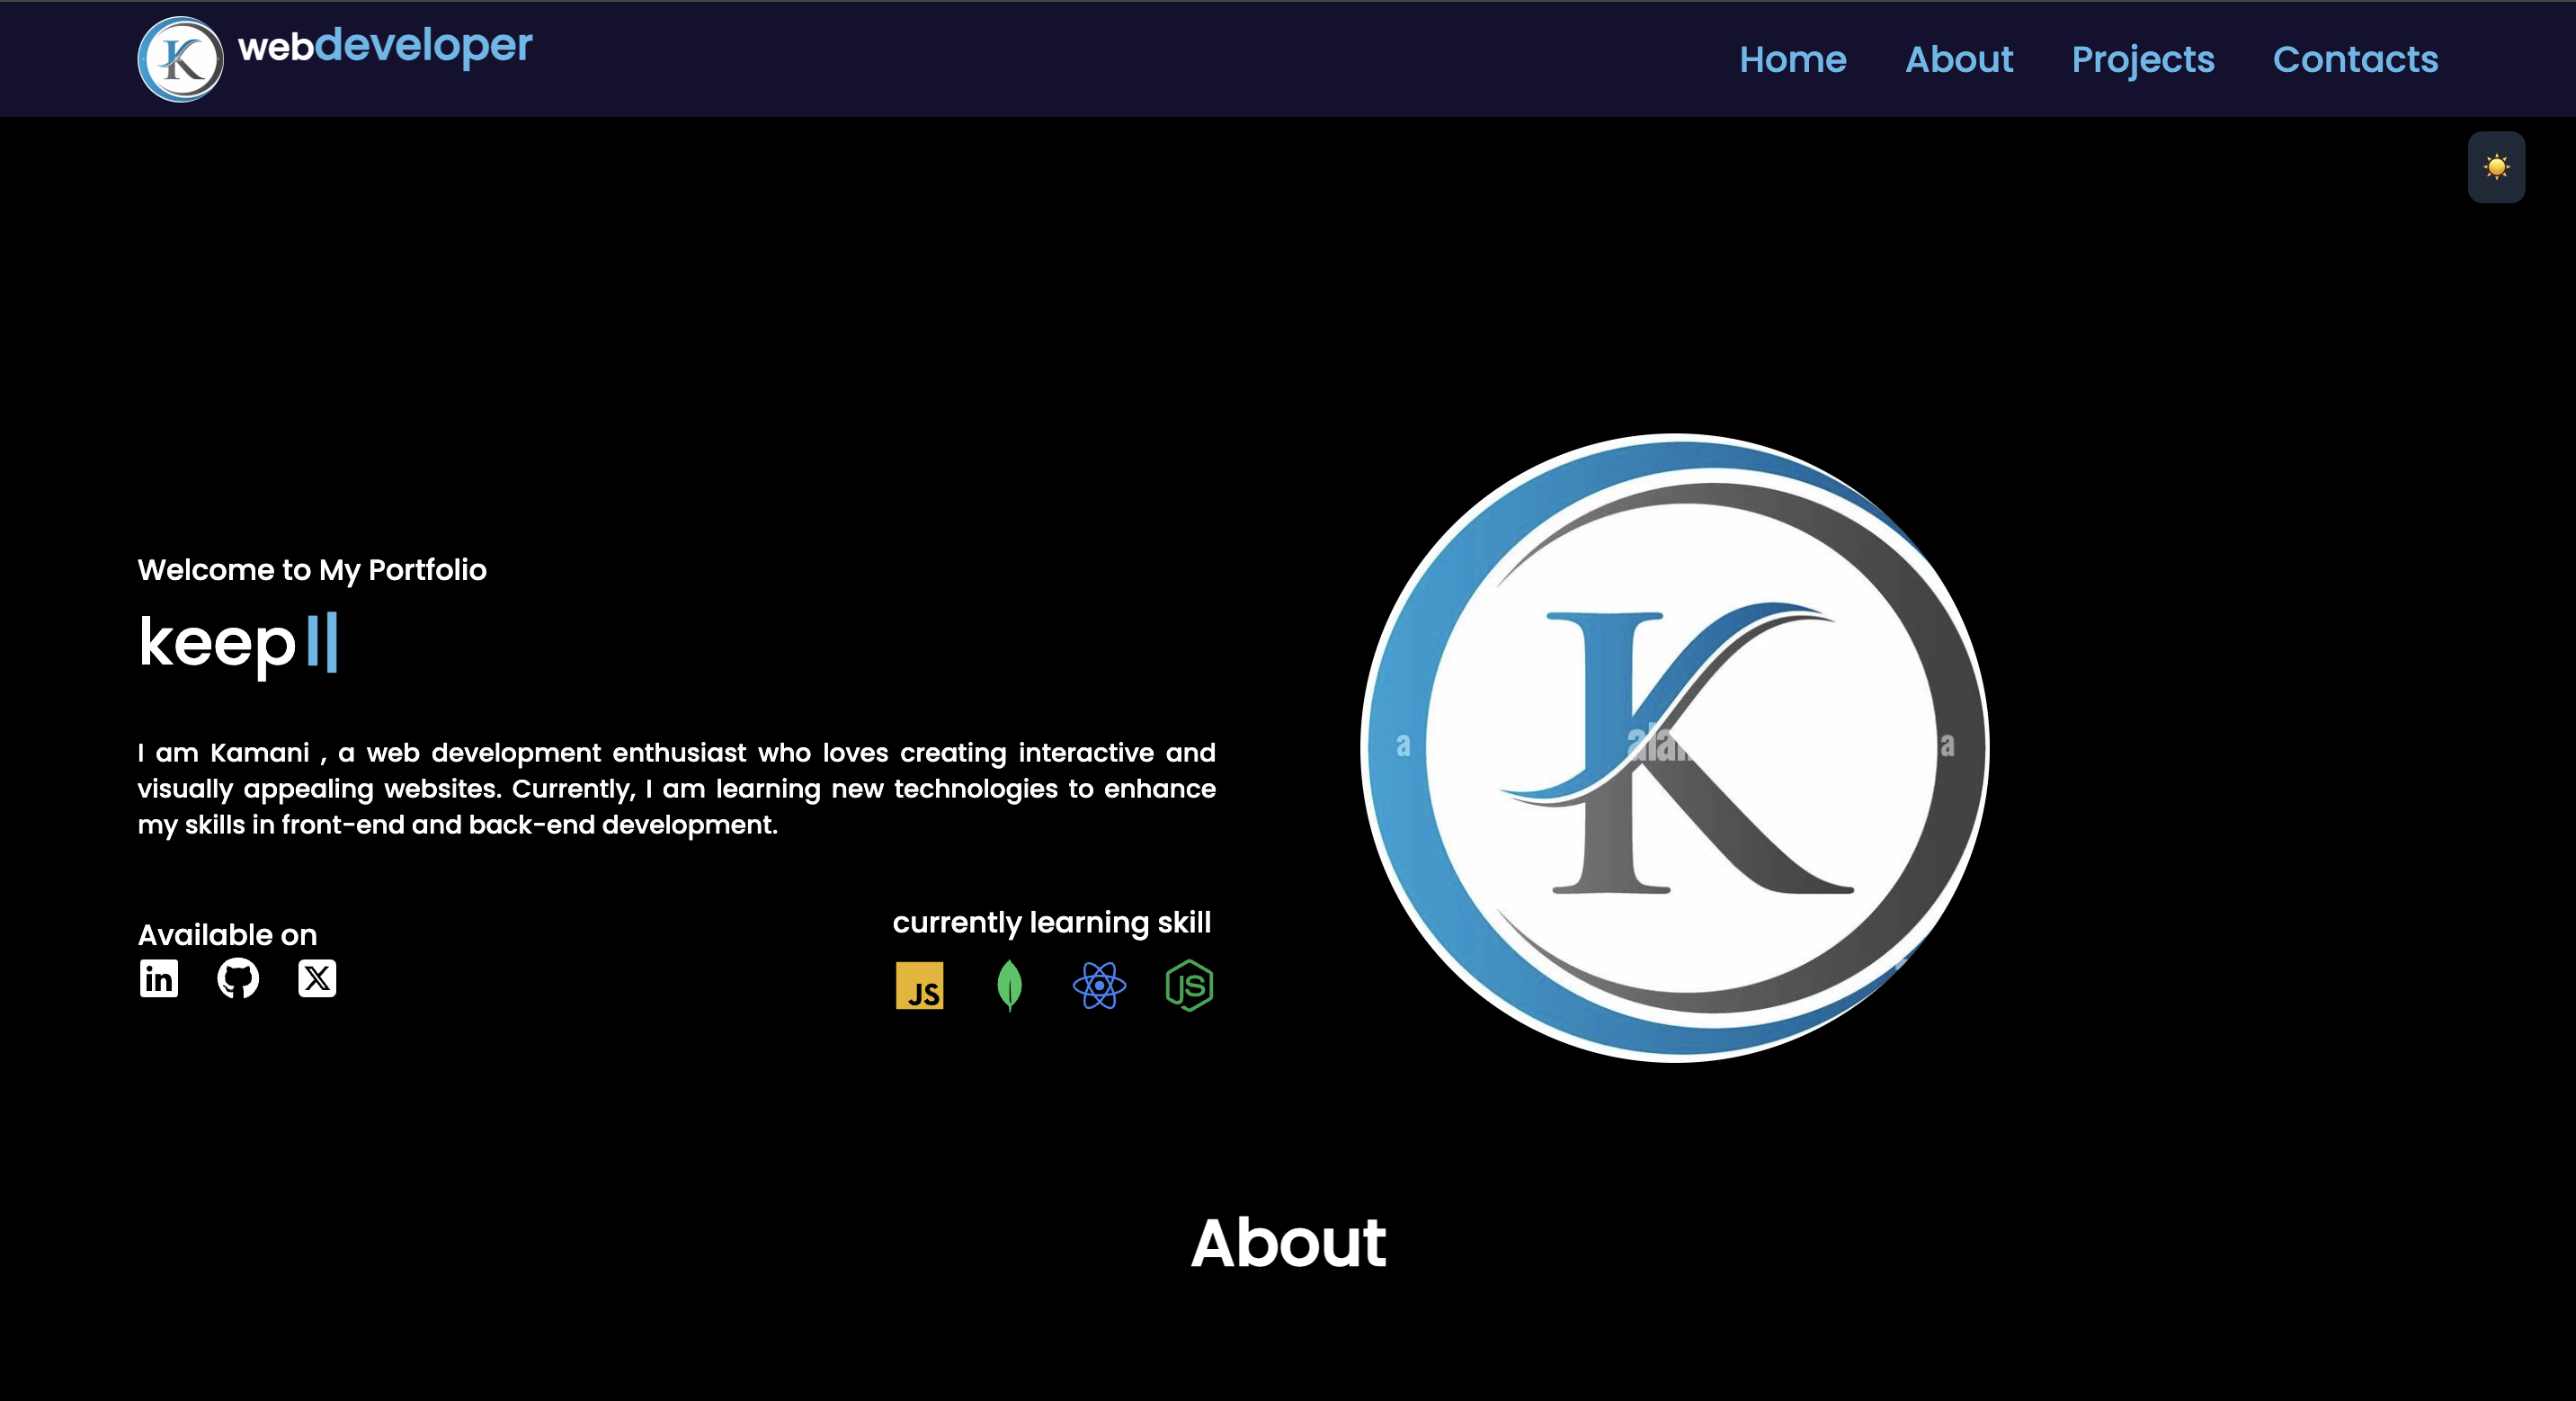 K webdeveloper
Home About Projects Contacts
Welcome to My Portfolio
keep
I am Kamani , a web development enthusiast who loves creating interactive and
visually appealing websites. Currently, I am learning new technologies to enhance
my skills in front-end and back-end development.
Available on
in X
currently learning skill
JS JS
K
a a
About